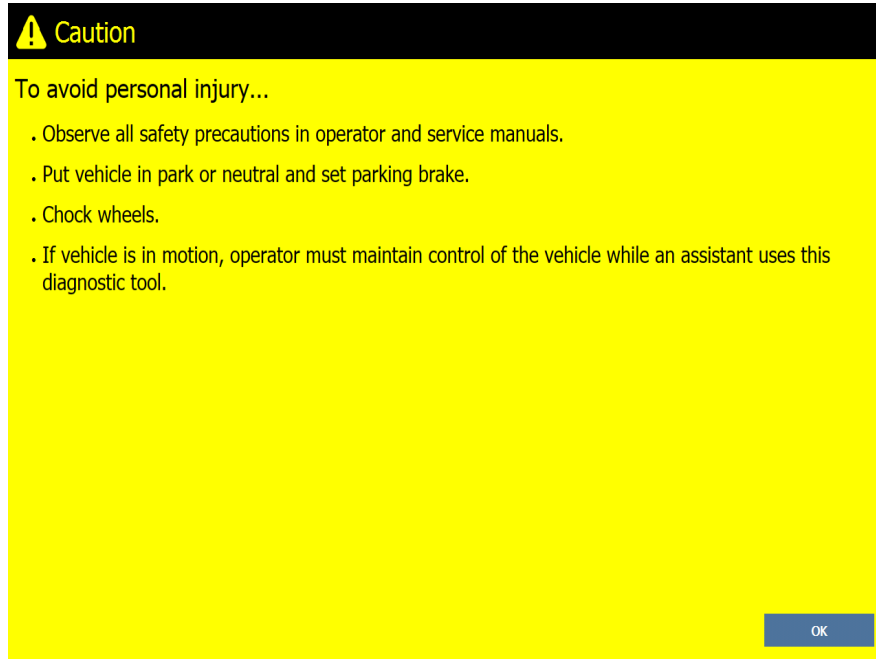 Caution
To avoid personal injury...
. Observe all safety precautions in operator and service manuals.
. Put vehicle in park or neutral and set parking brake.
. Chock wheels.
. If vehicle is in motion, operator must maintain control of the vehicle while an assistant uses this
diagnostic tool.
OK